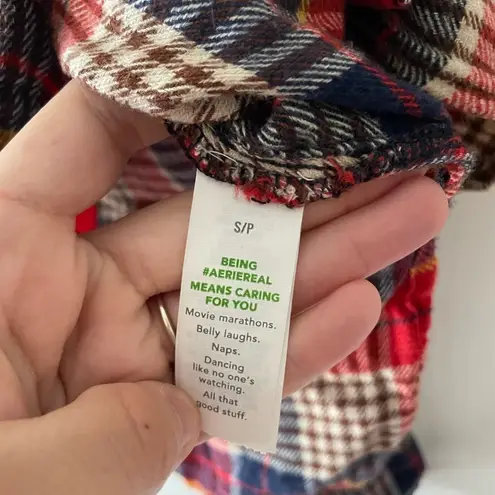 S/P
BEING
#AERIEREAL
MEANS CARING
FOR YOU
Movie marathons.
Belly laughs.
Naps.
Dancing
like no one's
watching.
All that
good stuff.